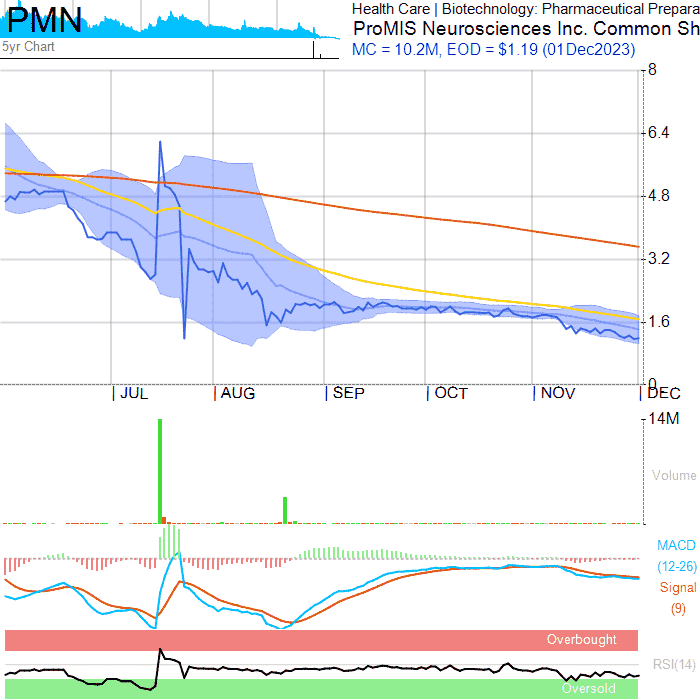 PMN
5yr Chart
Health Care | Biotechnology: Pharmaceutical Prepara
ProMIS Neurosciences Inc. Common Sh
MC = 10.2M, EOD = $1.19 (01Dec2023)
8
6.4
4.8
3.2
1.6
0
JUL AUG SEP OCT NOV DEC
14M
Volume
MACD
(12-26)
Signal
(9)
Overbought
RSI(14)
Oversold